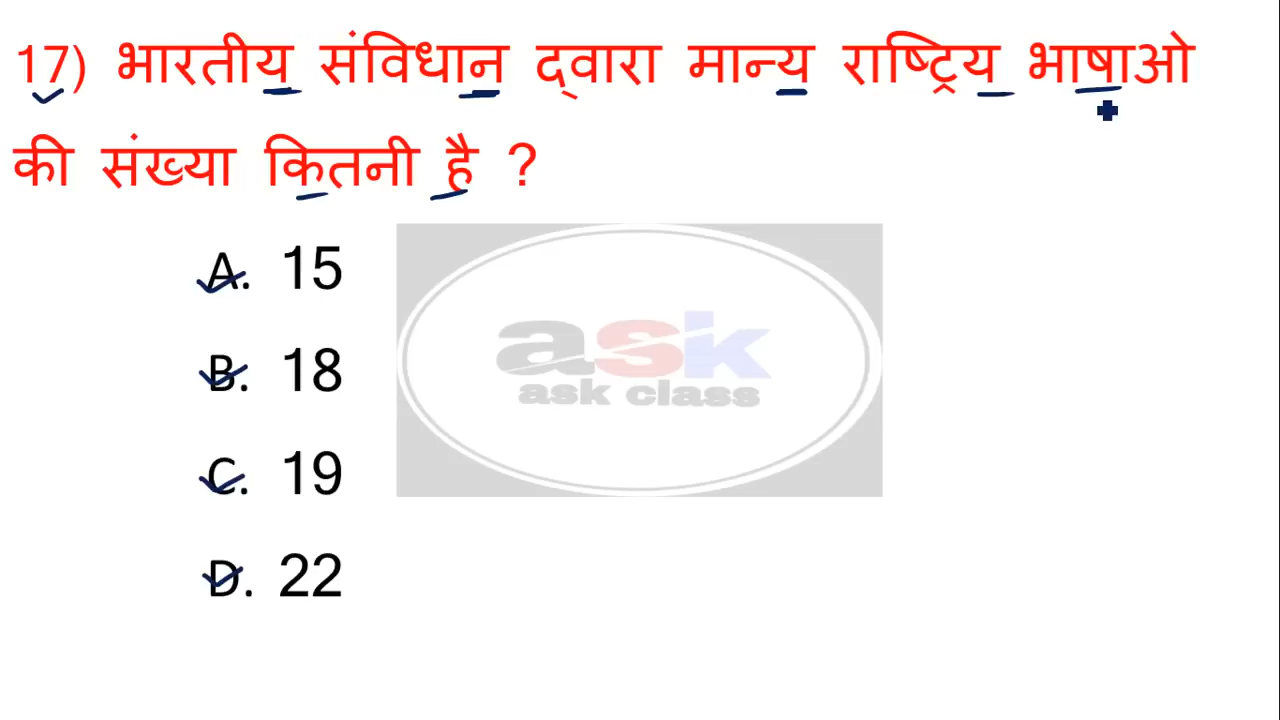 17) भारतीय संविधान द्वारा मान्य राष्ट्रिय भाषाओ
की संख्या कितनी है ?
A. 15
B. 18
C. 19
D. 22
ask
ask class